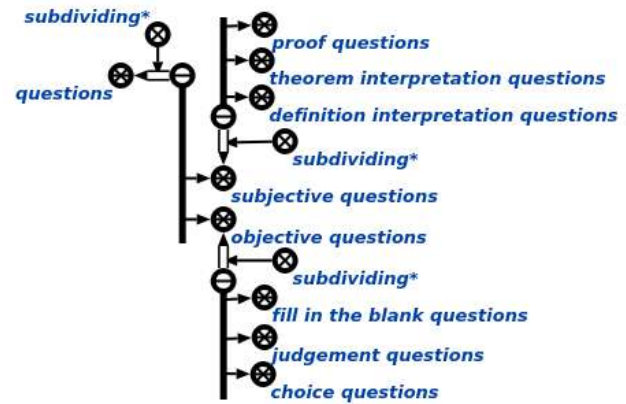 subdividing*
questions
proof questions
theorem interpretation questions
definition interpretation questions
subdividing*
subjective questions
objective questions
subdividing*
fill in the blank questions
judgement questions
choice questions